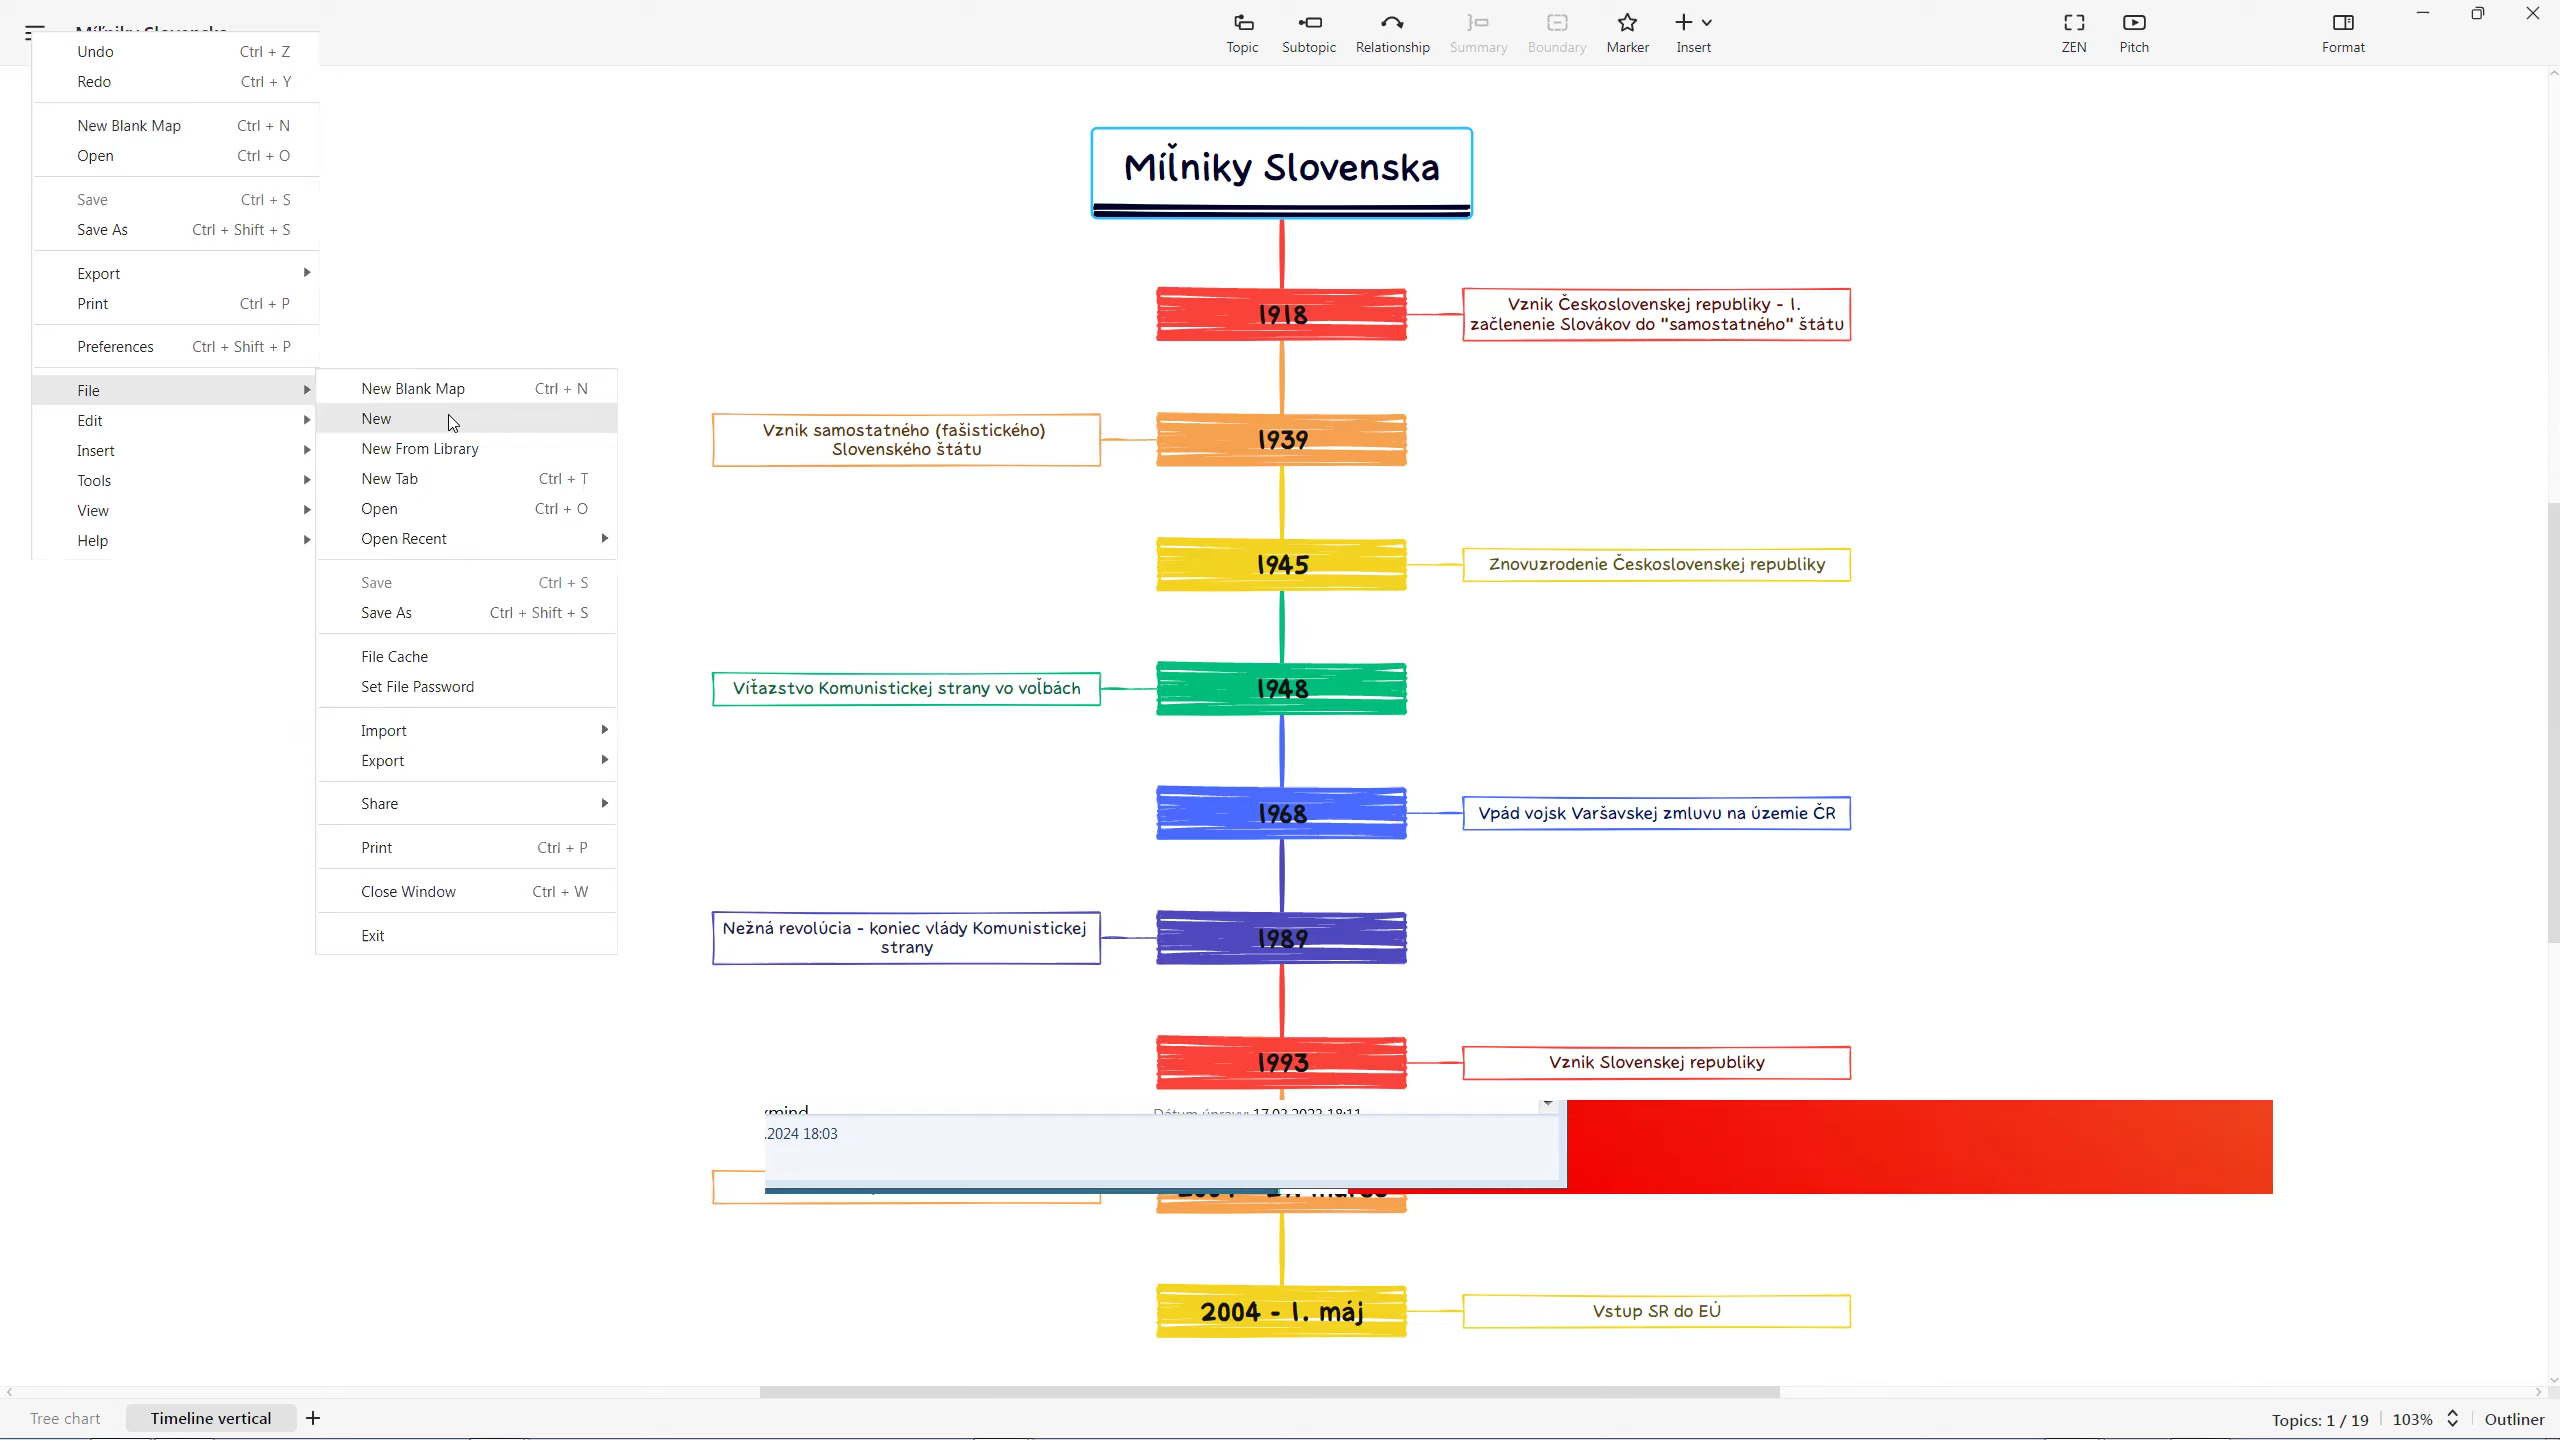 Topic
Subtopic
Relationship
Summary
Boundary
Marker
Insert
ZEN
Pitch
Format
Undo Ctrl + Z
Redo Ctrl + Y
New Blank Map Ctrl + N
Open Ctrl + O
Save Ctrl + S
Save As Ctrl + Shift + S
Export
Print Ctrl + P
Preferences Ctrl + Shift + P
File
Edit
Insert
Tools
View
Help
New Blank Map Ctrl + N
New
New From Library
New Tab Ctrl + T
Open Ctrl + O
Open Recent
Save Ctrl + S
Save As Ctrl + Shift + S
File Cache
Set File Password
Import
Export
Share
Print Ctrl + P
Close Window Ctrl + W
Exit
Míľniky Slovenska
1918
Vznik Československej republiky - 1.
začlenenie Slovákov do "samostatného" štátu
1939
Vznik samostatného (fašistického)
Slovenského štátu
1945
Znovuzrodenie Československej republiky
1948
Víťazstvo Komunistickej strany vo voľbách
1968
Vpád vojsk Varšavskej zmluvu na územie ČR
1989
Nežná revolúcia - koniec vlády Komunistickej
strany
1993
Vznik Slovenskej republiky
.2024 18:03
2004 - 1. máj
Vstup SR do EÚ
Tree chart
Timeline vertical
Topics: 1 / 19
103%
Outliner